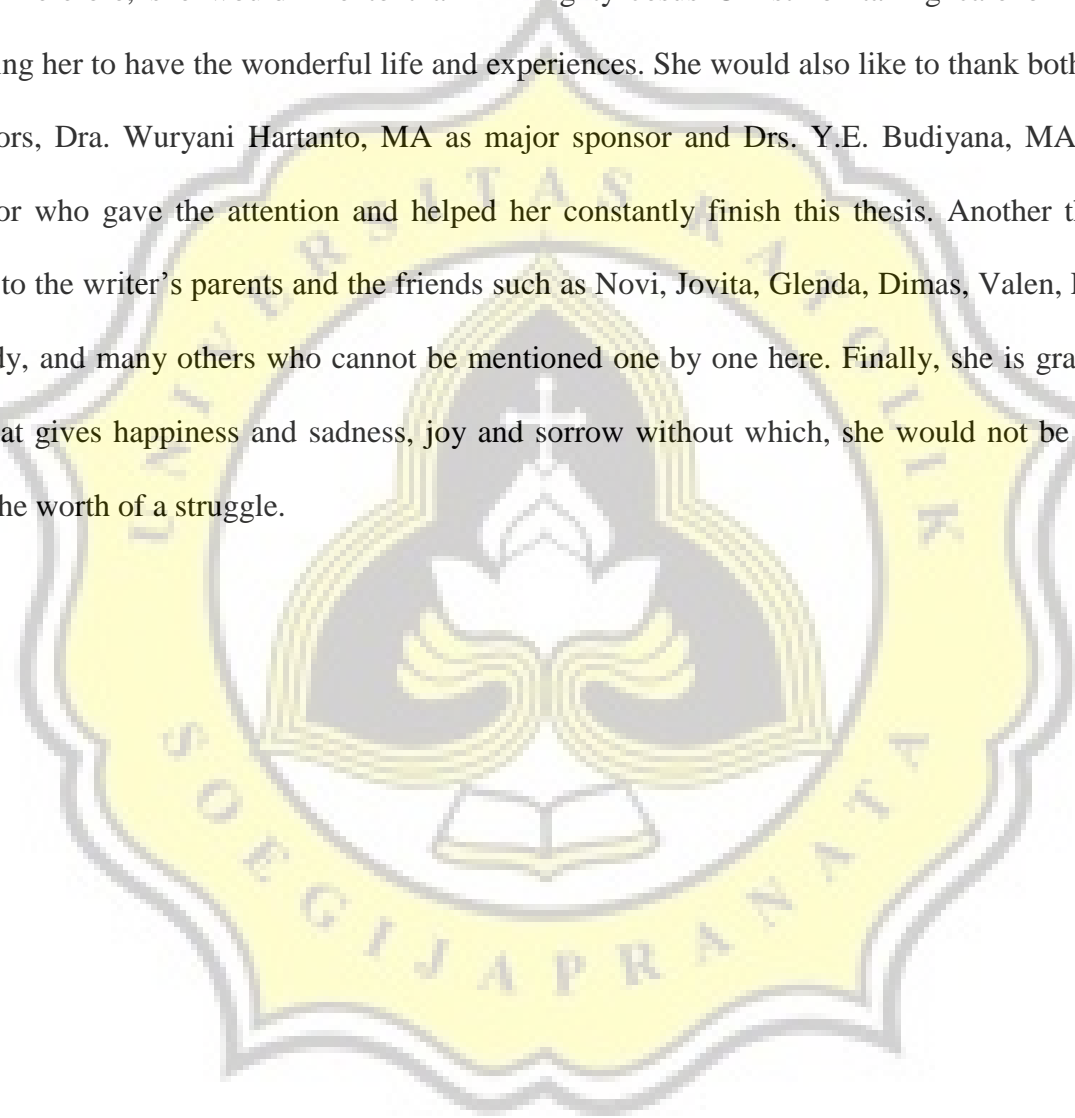 ing her to have the wonderful life and experiences. She would also like to thank both
ors, Dra. Wuryani Hartanto, MA as major sponsor and Drs. Y.E. Budiyana, MA
or who gave the attention and helped her constantly finish this thesis. Another
to the writer’s parents and the friends such as Novi, Jovita, Glenda, Dimas, Valen,
ly, and many others who cannot be mentioned one by one here. Finally, she is gra
at gives happiness and sadness, joy and sorrow without which, she would not be
he worth of a struggle.
UNIVERSITAS KATOLIK
SOEGIJAPRANATA